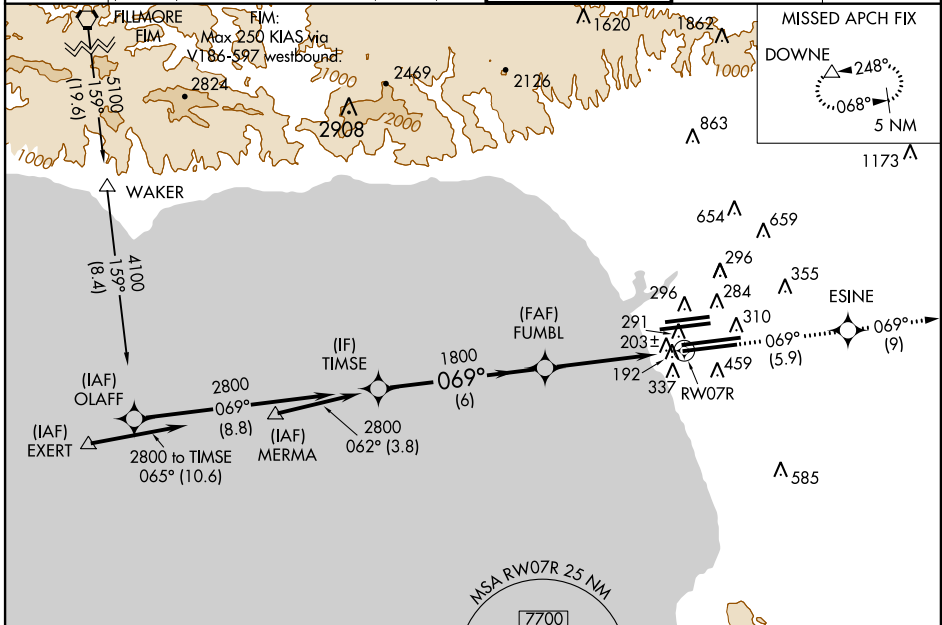 FILLMORE
FIM
FIM:
Max 250 KIAS via
V186-597 westbound.
1620
1862
MISSED APCH FIX
DOWNE
248°
068°
5 NM
5100
159°
(19.6)
2824
1000
2469
2126
1000
2908
2000
863
1173
1000
WAKER
654
659
4100
159°
(8.4)
296
355
296
284
ESINE
(FAF)
FUMBL
291
310
069°
(9)
(IF)
TIMSE
203±
069°
(5.9)
1800
069°
(6)
192
459
337
RW07R
(IAF)
OLAFF
2800
069°
(8.8)
(IAF)
EXERT
(IAF)
MERMA
2800
062° (3.8)
2800 to TIMSE
065° (10.6)
585
MSA RW07R 25 NM
7700